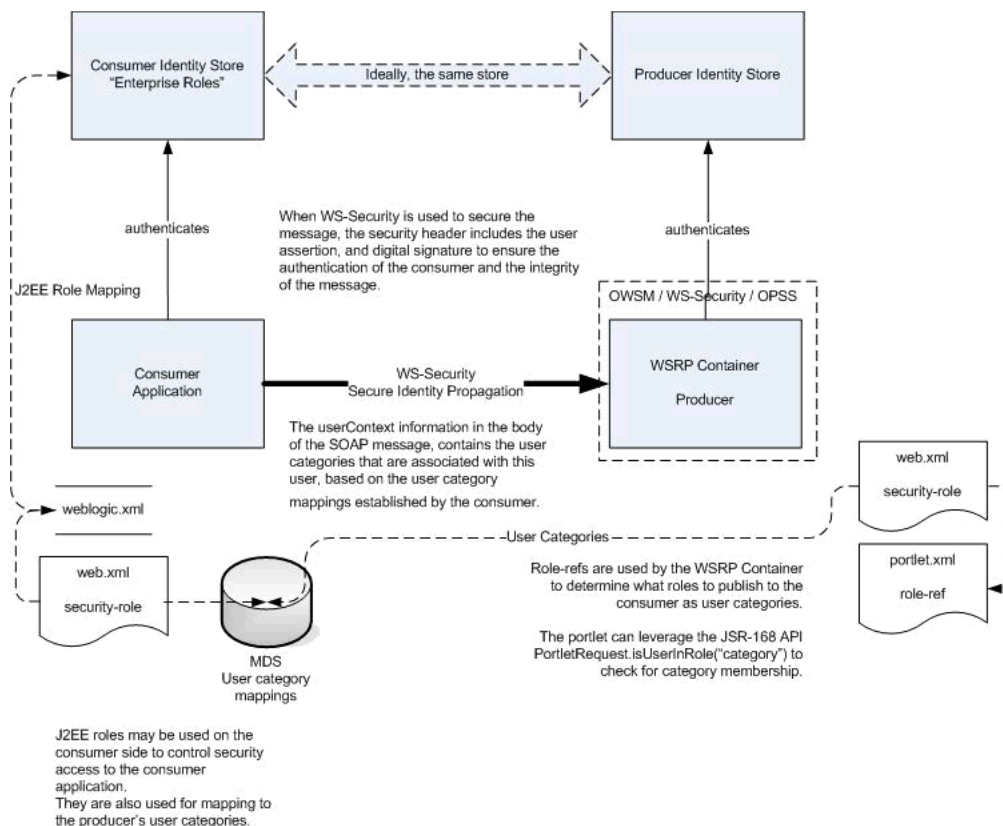 Consumer Identity Store
"Enterprise Roles"
Ideally, the same store
Producer Identity Store
authenticates
When WS-Security is used to secure the
message, the security header includes the user
assertion, and digital signature to ensure the
authentication of the consumer and the integrity
of the message.
authenticates
J2EE Role Mapping
OWSM / WS-Security / OPSS
Consumer
Application
WS-Security
Secure Identity Propagation
WSRP Container
Producer
The userContext information in the body
of the SOAP message, contains the user
categories that are associated with this
user, based on the user category
mappings established by the consumer.
web.xml
security-role
weblogic.xml
User Categories
web.xml
security-role
Role-refs are used by the WSRP Container
to determine what roles to publish to the
consumer as user categories.
portlet.xml
role-ref
The portlet can leverage the JSR-168 API
PortletRequest.isUserInRole("category") to
check for category membership.
MDS
User category
mappings
J2EE roles may be used on the
consumer side to control security
access to the consumer
application.
They are also used for mapping to
the producer's user categories.